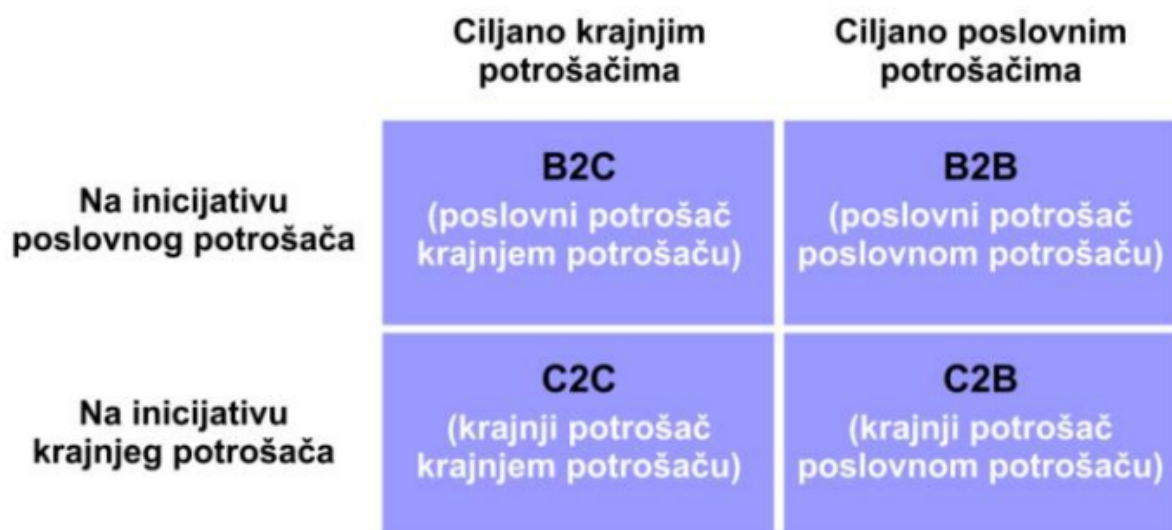 Ciljano krajnjim
potrošačima
Ciljano poslovnim
potrošačima
Na inicijativu
poslovnog potrošača
B2C
(poslovni potrošač
krajnjem potrošaču)
B2B
(poslovni potrošač
poslovnom potrošaču)
Na inicijativu
krajnjeg potrošača
C2C
(krajnji potrošač
krajnjem potrošaču)
C2B
(krajnji potrošač
poslovnom potrošaču)